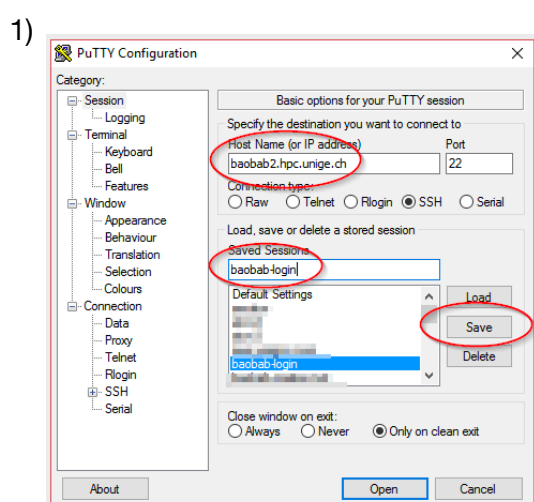 1)
PuTTY Configuration
Category:
Session
Logging
Terminal
Keyboard
Bell
Features
Window
Appearance
Behaviour
Translation
Selection
Colours
Connection
Data
Proxy
Telnet
Rlogin
SSH
Serial
Basic options for your PuTTY session
Specify the destination you want to connect to
Host Name (or IP address) Port
baobab2.hpc.unige.ch 22
Connection type:
Raw Telnet Rlogin SSH Serial
Load, save or delete a stored session
Saved Sessions
baobab-login
Default Settings
baobab-login
Load
Save
Delete
Close window on exit:
Always Never Only on clean exit
About Open Cancel